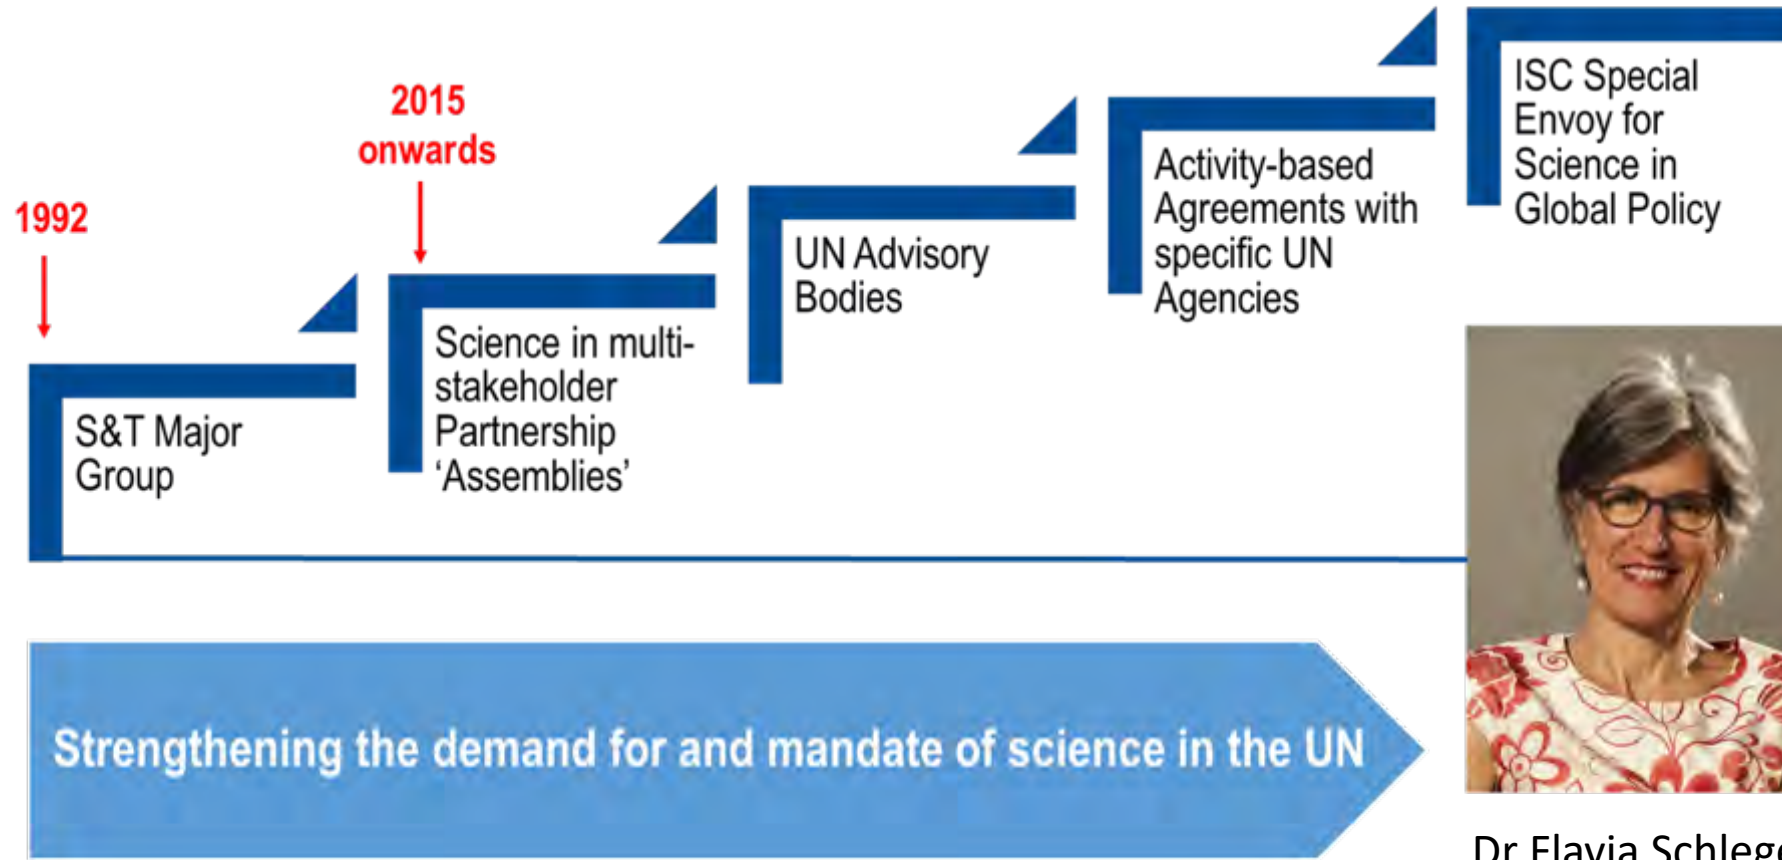 1992
2015
onwards
S&T Major
Group
Science in multi-
stakeholder
Partnership
‘Assemblies’
UN Advisory
Bodies
Activity-based
Agreements with
specific UN
Agencies
ISC Special
Envoy for
Science in
Global Policy
Strengthening the demand for and mandate of science in the UN
Dr Flavia